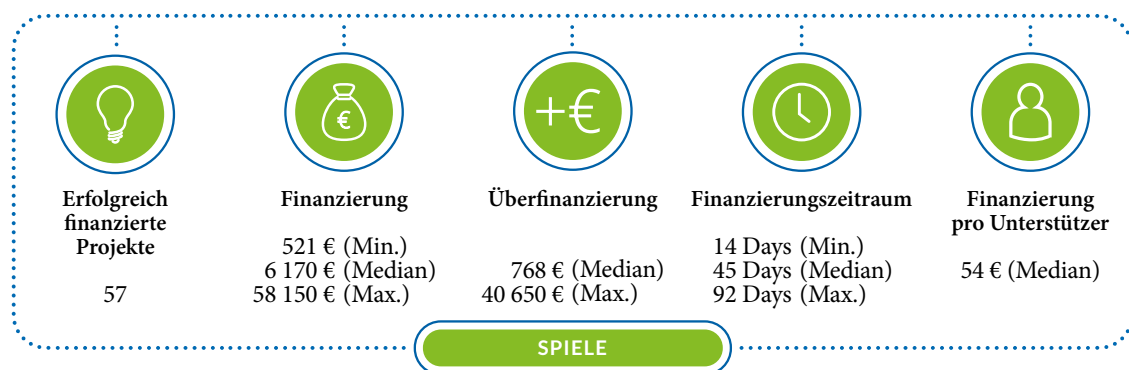 €
+€
Erfolgreich
finanzierte
Projekte
57
Finanzierung
521 € (Min.)
6 170 € (Median)
58 150 € (Max.)
Überfinanzierung
768 € (Median)
40 650 € (Max.)
Finanzierungszeitraum
14 Days (Min.)
45 Days (Median)
92 Days (Max.)
Finanzierung
pro Unterstützer
54 € (Median)
SPIELE